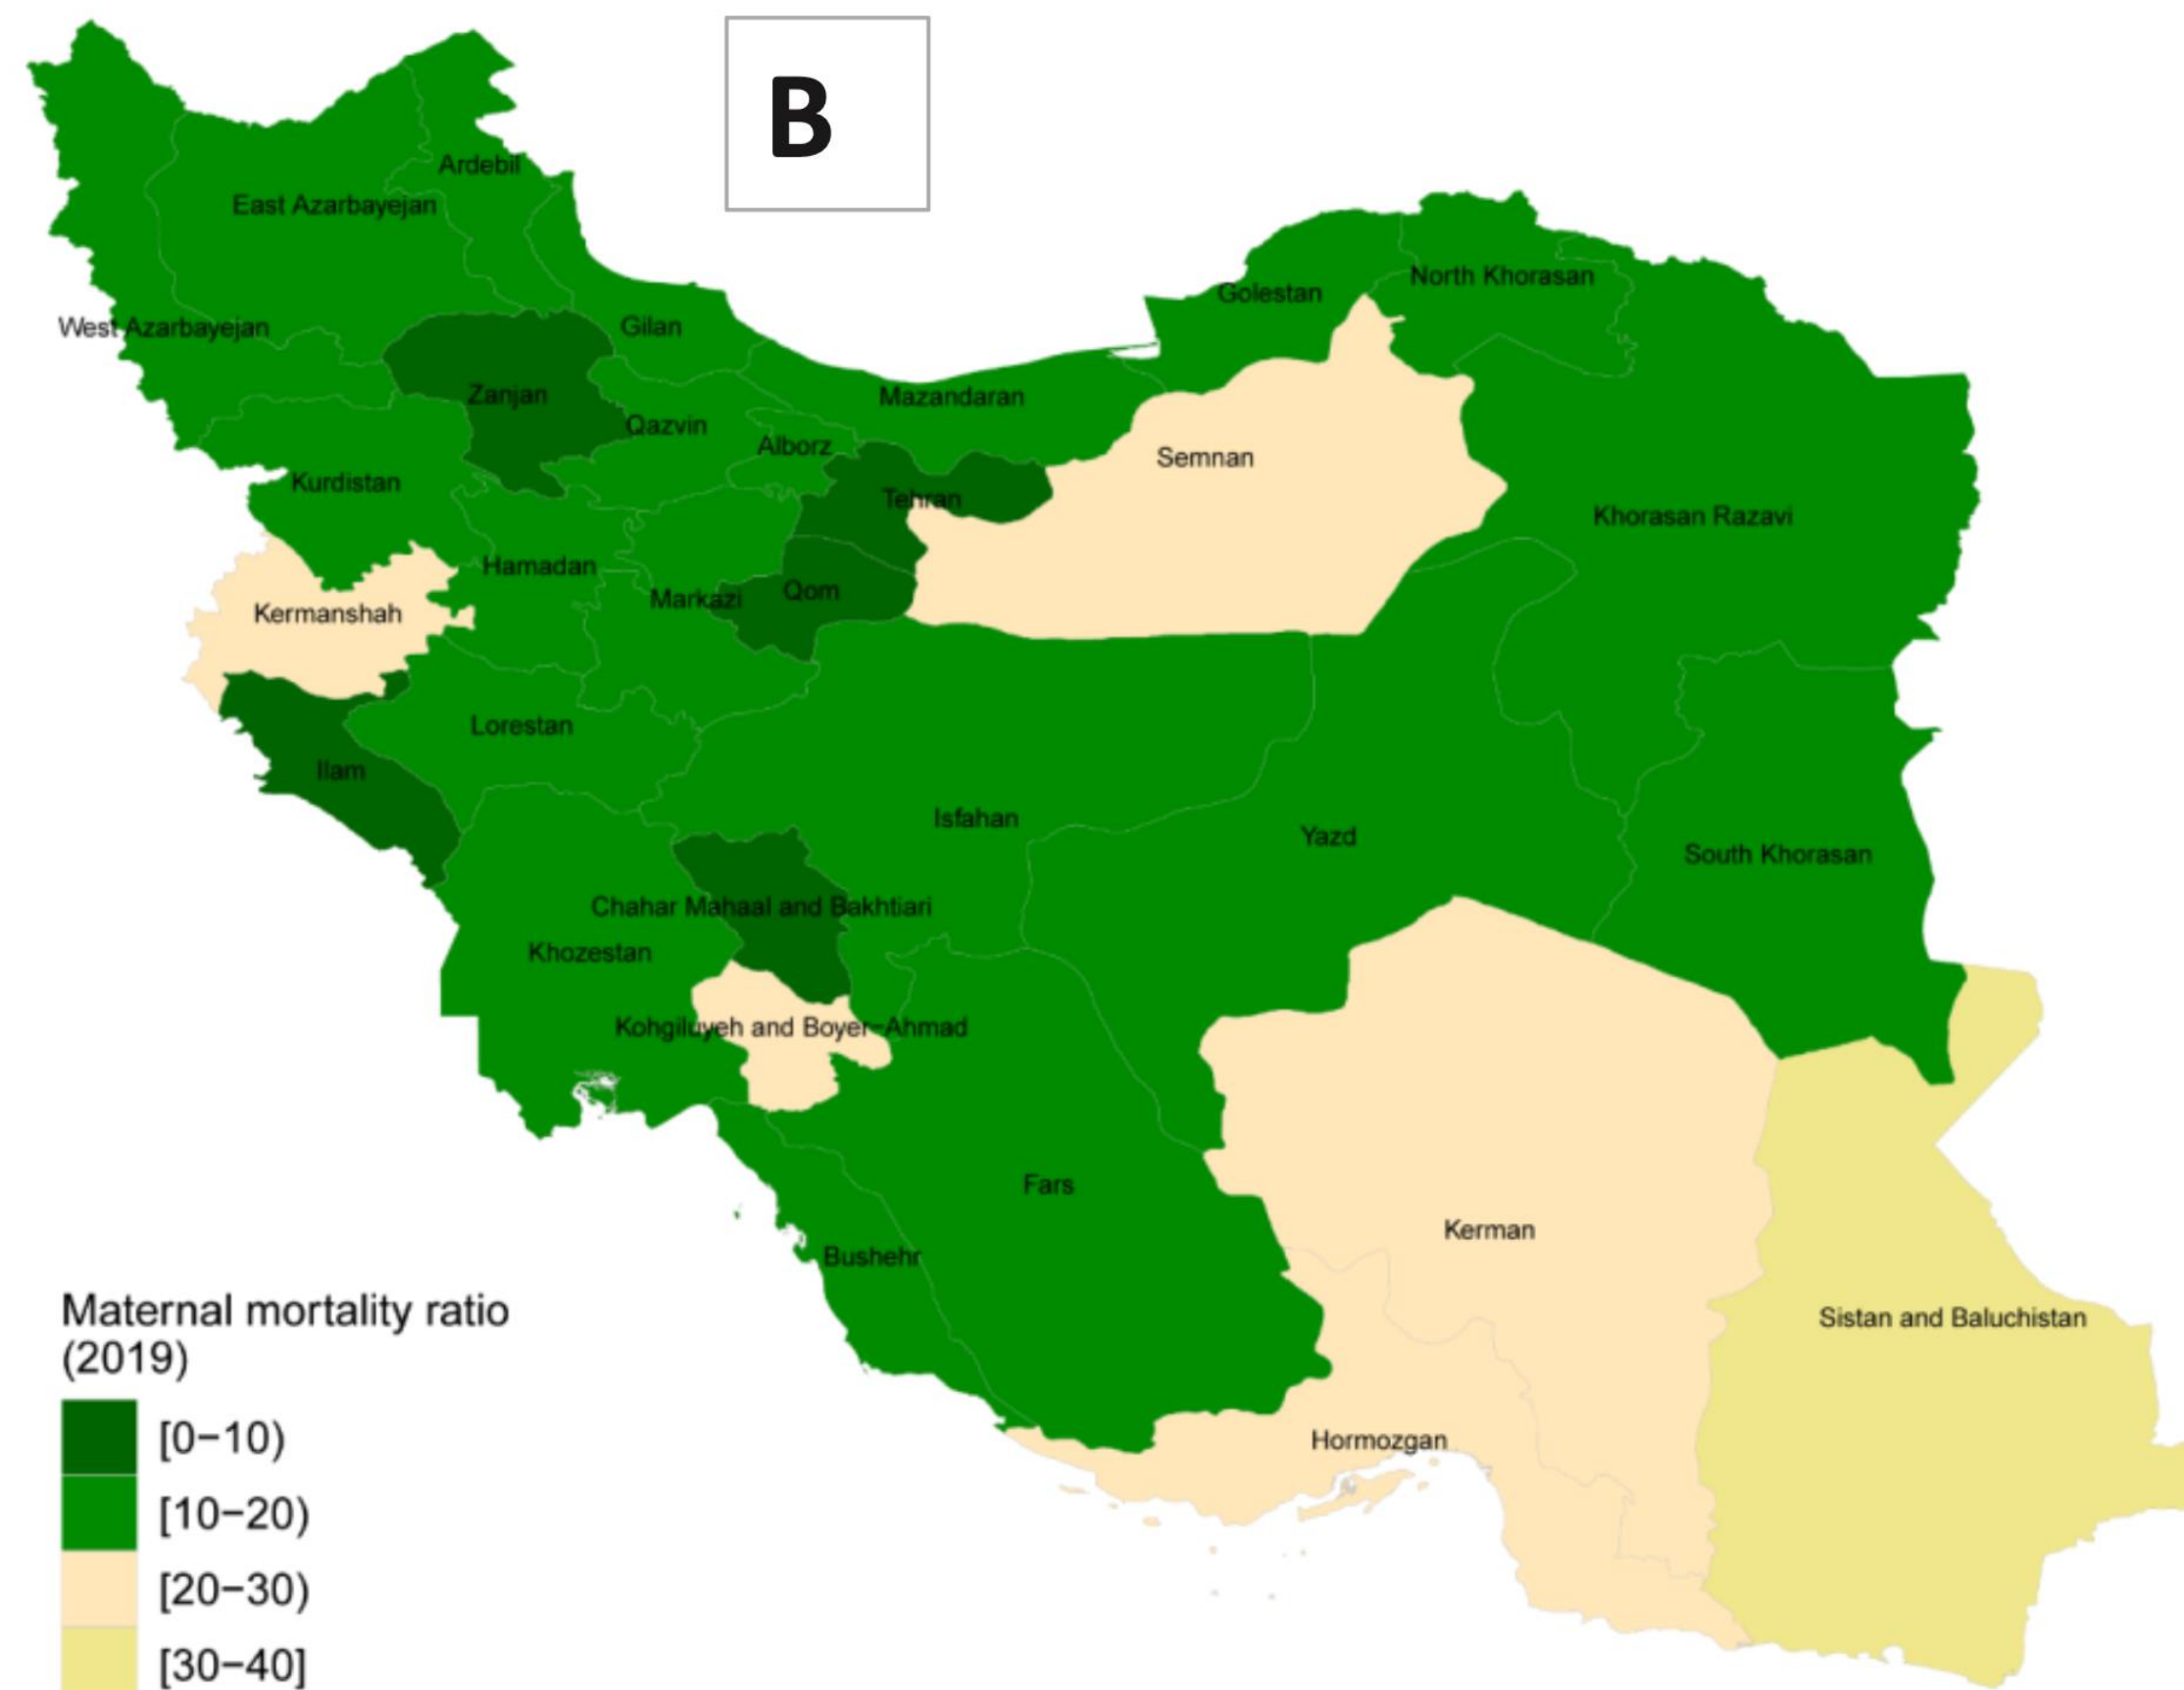 B
Ardebil
East Azarbayejan
North Khorasan
Golestan
West Azarbayejan
Gilan
Zanjan
Mazandaran
Qazvin
Alborz
Semnan
Kurdistan
Tehran
Khorasan Razavi
Hamadan
Markazi
Qom
Kermanshah
Lorestan
Ilam
Isfahan
Yazd
South Khorasan
Chahar Mahaal and Bakhtiari
Khozestan
Kohgiluyeh and Boyer-Ahmad
Fars
Kerman
Bushehr
Sistan and Baluchistan
Hormozgan
Maternal mortality ratio
(2019)
[0-10)
[10-20)
[20-30)
[30-40]